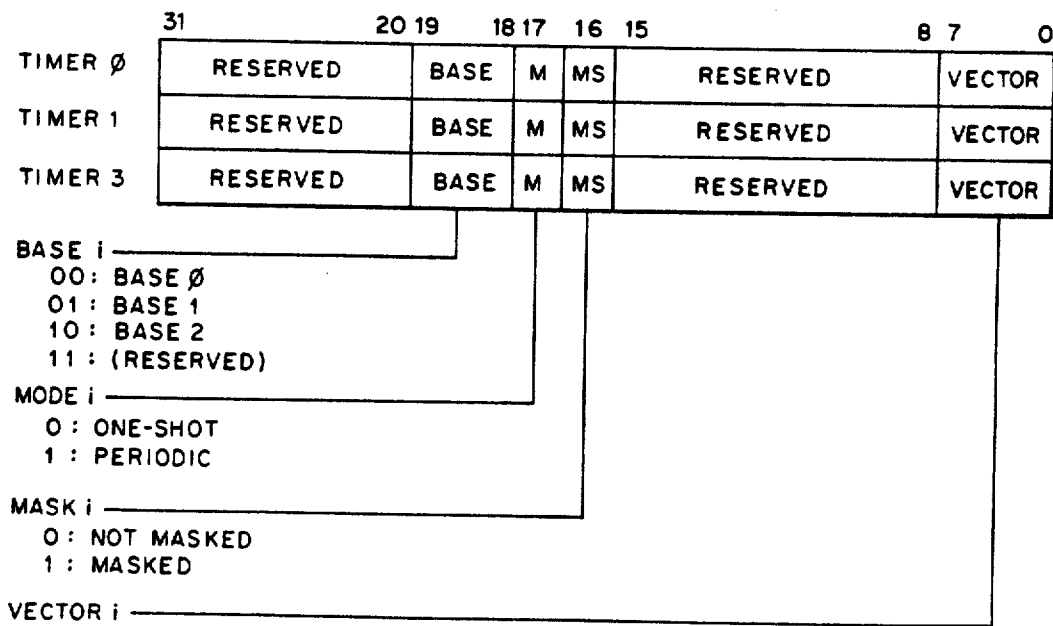 31 20 19 18 17 16 15 8 7 0
TIMER Ø RESERVED BASE M MS RESERVED VECTOR
TIMER 1 RESERVED BASE M MS RESERVED VECTOR
TIMER 3 RESERVED BASE M MS RESERVED VECTOR
BASE i
00: BASE Ø
01: BASE 1
10: BASE 2
11: (RESERVED)
MODE i
0: ONE-SHOT
1: PERIODIC
MASK i
0: NOT MASKED
1: MASKED
VECTOR i